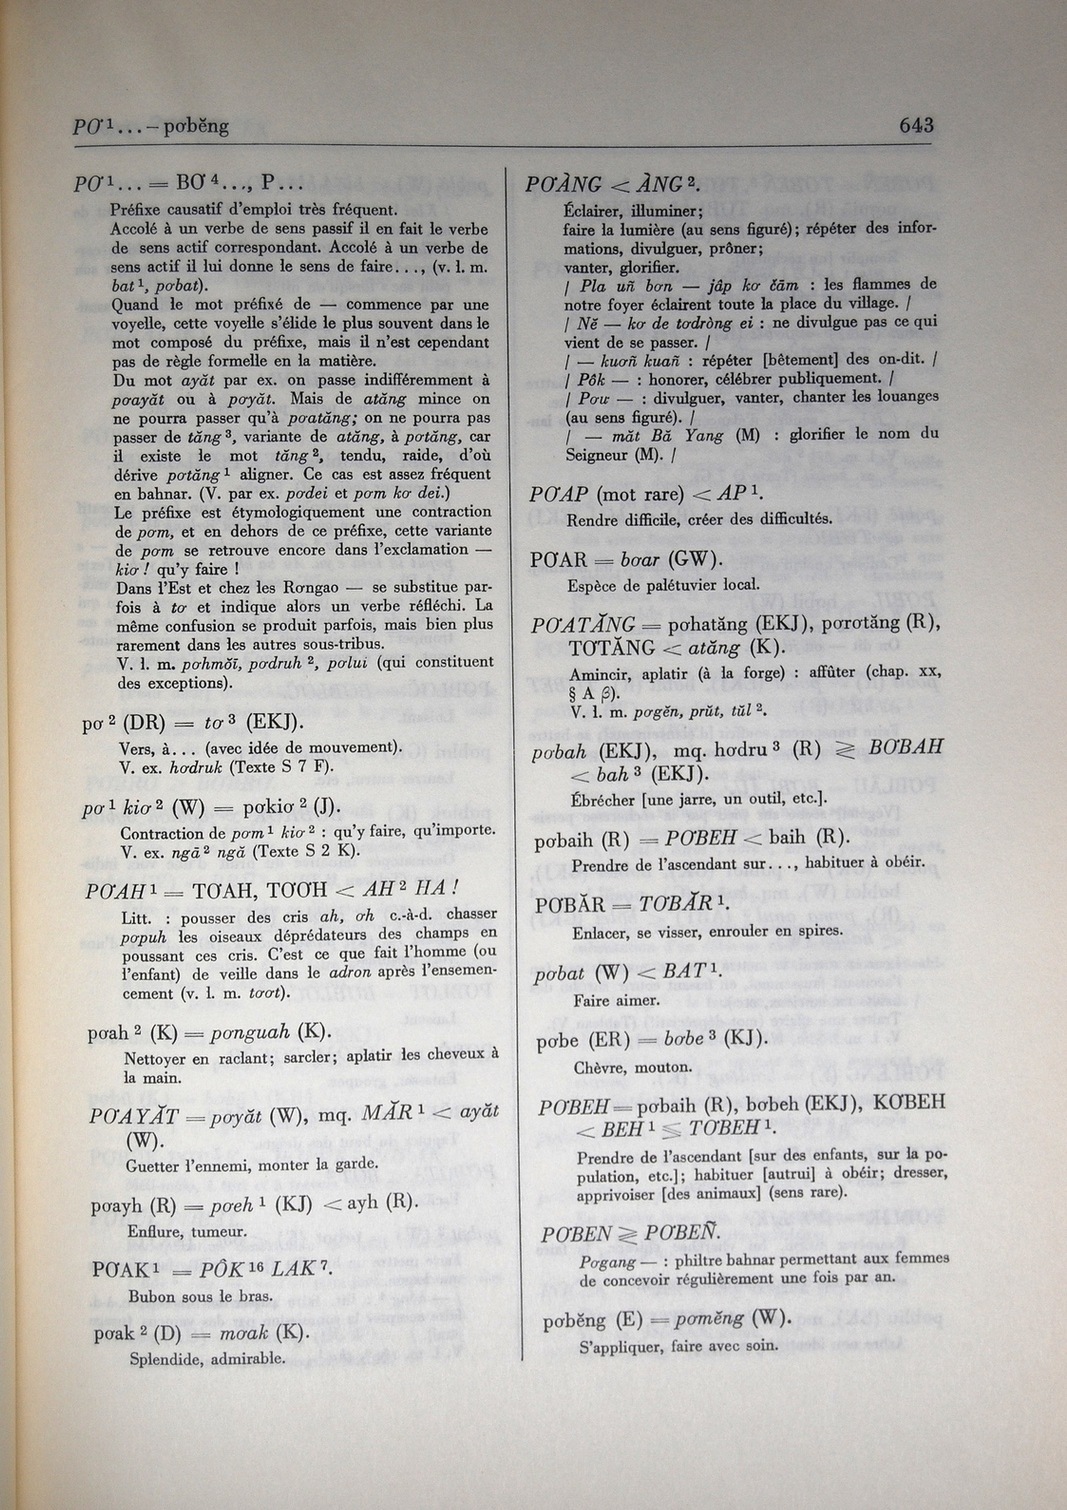 PƠ¹... – pơbĕng
643
PƠ¹... = BƠ⁴..., P...
Préfixe causatif d'emploi très fréquent.
Accolé à un verbe de sens passif il en fait le verbe
de sens actif correspondant. Accolé à un verbe de
sens actif il lui donne le sens de faire..., (v. l. m.
bat¹, pơbat).
Quand le mot préfixé de — commence par une
voyelle, cette voyelle s'élide le plus souvent dans le
mot composé du préfixe, mais il n'est cependant
pas de règle formelle en la matière.
Du mot ayăt par ex. on passe indifféremment à
pơayăt ou à pơyăt. Mais de atăng mince on
ne pourra passer qu'à pơatăng; on ne pourra pas
passer de tăng³, variante de atăng, à pơtăng, car
il existe le mot tăng², tendu, raide, d'où
dérive pơtăng¹ aligner. Ce cas est assez fréquent
en bahnar. (V. par ex. pơdei et pơm kơ dei.)
Le préfixe est étymologiquement une contraction
de pơm, et en dehors de ce préfixe, cette variante
de pơm se retrouve encore dans l'exclamation —
kiơ ! qu'y faire !
Dans l'Est et chez les Rơngao — se substitue par-
fois à tơ et indique alors un verbe réfléchi. La
même confusion se produit parfois, mais bien plus
rarement dans les autres sous-tribus.
V. l. m. pơhmŏĭ, pơdruh², pơlui (qui constituent
des exceptions).
pơ² (DR) = tơ³ (EKJ).
Vers, à... (avec idée de mouvement).
V. ex. hơdruk (Texte S 7 F).
pơ¹ kiơ² (W) = pơkiơ² (J).
Contraction de pơm¹ kiơ² : qu'y faire, qu'importe.
V. ex. ngă² ngă (Texte S 2 K).
PƠAH¹ = TƠAH, TƠƠH < AH² HA !
Litt. : pousser des cris ah, ơh c.-à-d. chasser
pơpuh les oiseaux déprédateurs des champs en
poussant ces cris. C'est ce que fait l'homme (ou
l'enfant) de veille dans le adron après l'ensemen-
cement (v. l. m. tơơt).
pơah² (K) = pơnguah (K).
Nettoyer en raclant; sarcler; aplatir les cheveux à
la main.
PƠAYĂT = pơyăt (W), mq. MĂR¹ < ayăt
(W).
Guetter l'ennemi, monter la garde.
pơayh (R) = pơeh¹ (KJ) < ayh (R).
Enflure, tumeur.
PƠAK¹ = PÔK¹⁶ LAK⁷.
Bubon sous le bras.
pơak² (D) = mơak (K).
Splendide, admirable.
PƠÀNG < ÀNG².
Éclairer, illuminer;
faire la lumière (au sens figuré); répéter des infor-
mations, divulguer, prôner;
vanter, glorifier.
/ Pla uñ bơn — jâp kơ čăm : les flammes de
notre foyer éclairent toute la place du village. /
/ Nĕ — kơ de tơdròng ei : ne divulgue pas ce qui
vient de se passer. /
/ — kuơñ kuañ : répéter [bêtement] des on-dit. /
/ Pôk — : honorer, célébrer publiquement. /
/ Pơư — : divulguer, vanter, chanter les louanges
(au sens figuré). /
/ — măt Bă Yang (M) : glorifier le nom du
Seigneur (M). /
PƠAP (mot rare) < AP¹.
Rendre difficile, créer des difficultés.
PƠAR = bơar (GW).
Espèce de palétuvier local.
PƠATĂNG = pơhatăng (EKJ), pơrơtăng (R),
TƠTĂNG < atăng (K).
Amincir, aplatir (à la forge) : affûter (chap. xx,
§ A β).
V. l. m. pơgĕn, prŭt, tŭl².
pơbah (EKJ), mq. hơdru³ (R) ≥ BƠBAH
< bah³ (EKJ).
Ébrécher [une jarre, un outil, etc.].
pơbaih (R) = PƠBEH < baih (R).
Prendre de l'ascendant sur..., habituer à obéir.
PƠBĂR = TƠBĂR¹.
Enlacer, se visser, enrouler en spires.
pơbat (W) < BAT¹.
Faire aimer.
pơbe (ER) = bơbe³ (KJ).
Chèvre, mouton.
PƠBEH = pơbaih (R), bơbeh (EKJ), KƠBEH
< BEH¹ ≤ TƠBEH¹.
Prendre de l'ascendant [sur des enfants, sur la po-
pulation, etc.]; habituer [autrui] à obéir; dresser,
apprivoiser [des animaux] (sens rare).
PƠBEN ≥ PƠBEÑ.
Pơgang — : philtre bahnar permettant aux femmes
de concevoir régulièrement une fois par an.
pơbĕng (E) = pơmĕng (W).
S'appliquer, faire avec soin.